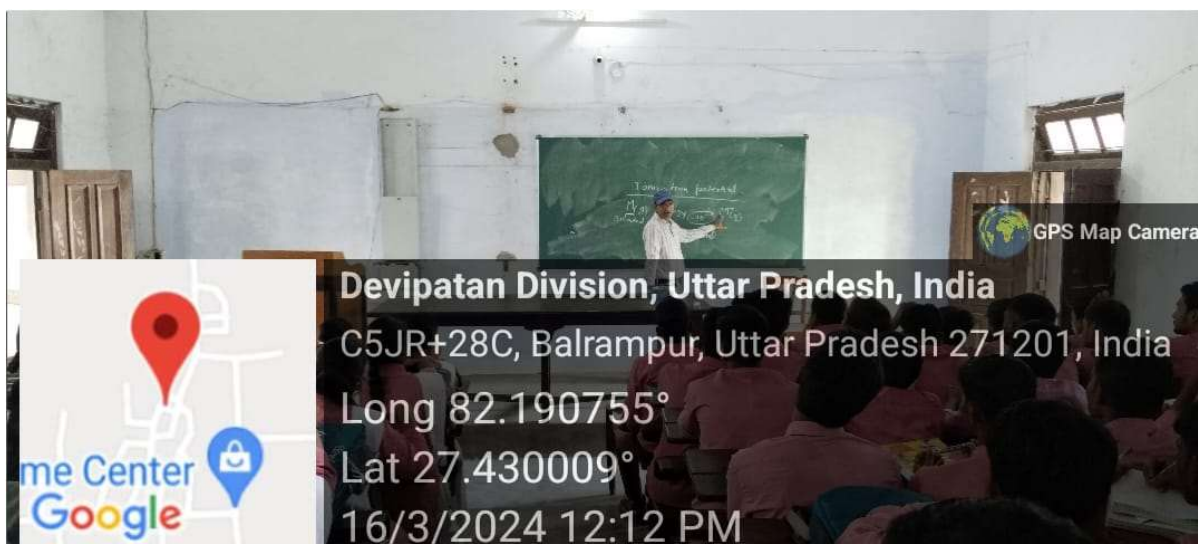 GPS Map Camera
Devipatan Division, Uttar Pradesh, India
C5JR+28C, Balrampur, Uttar Pradesh 271201, India
Long 82.190755°
Lat 27.430009°
16/3/2024 12:12 PM
me Center
Google